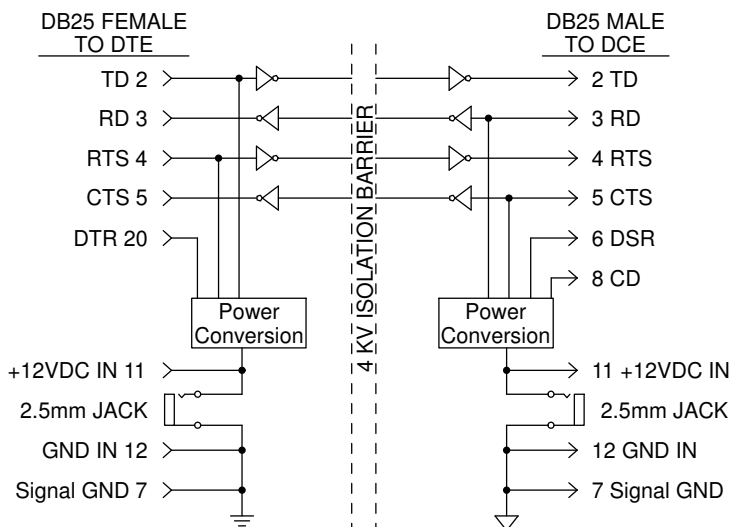 DB25 FEMALE
TO DTE
DB25 MALE
TO DCE
TD 2
2 TD
RD 3
3 RD
RTS 4
4 RTS
CTS 5
5 CTS
DTR 20
6 DSR
8 CD
4 KV ISOLATION BARRIER
Power
Conversion
Power
Conversion
+12VDC IN 11
11 +12VDC IN
2.5mm JACK
2.5mm JACK
GND IN 12
12 GND IN
Signal GND 7
7 Signal GND